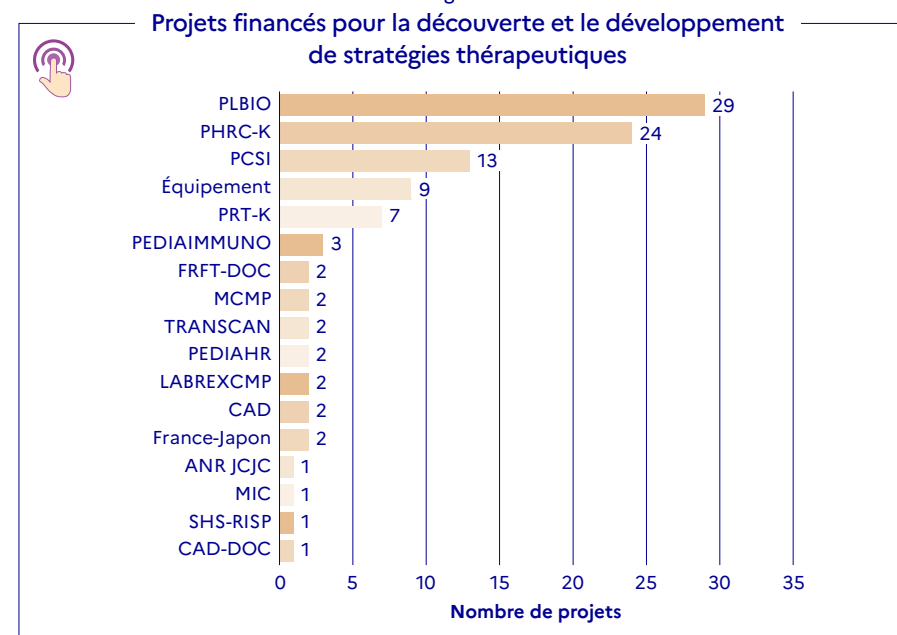 Projets financés pour la découverte et le développement
de stratégies thérapeutiques
PLBIO 29
PHRC-K 24
PCSI 13
Équipement 9
PRT-K 7
PEDIAIMMUNO 3
FRFT-DOC 2
MCMP 2
TRANSCAN 2
PEDIAHR 2
LABREXCMP 2
CAD 2
France-Japon 2
ANR JCJC 1
MIC 1
SHS-RISP 1
CAD-DOC 1
0 5 10 15 20 25 30 35
Nombre de projets